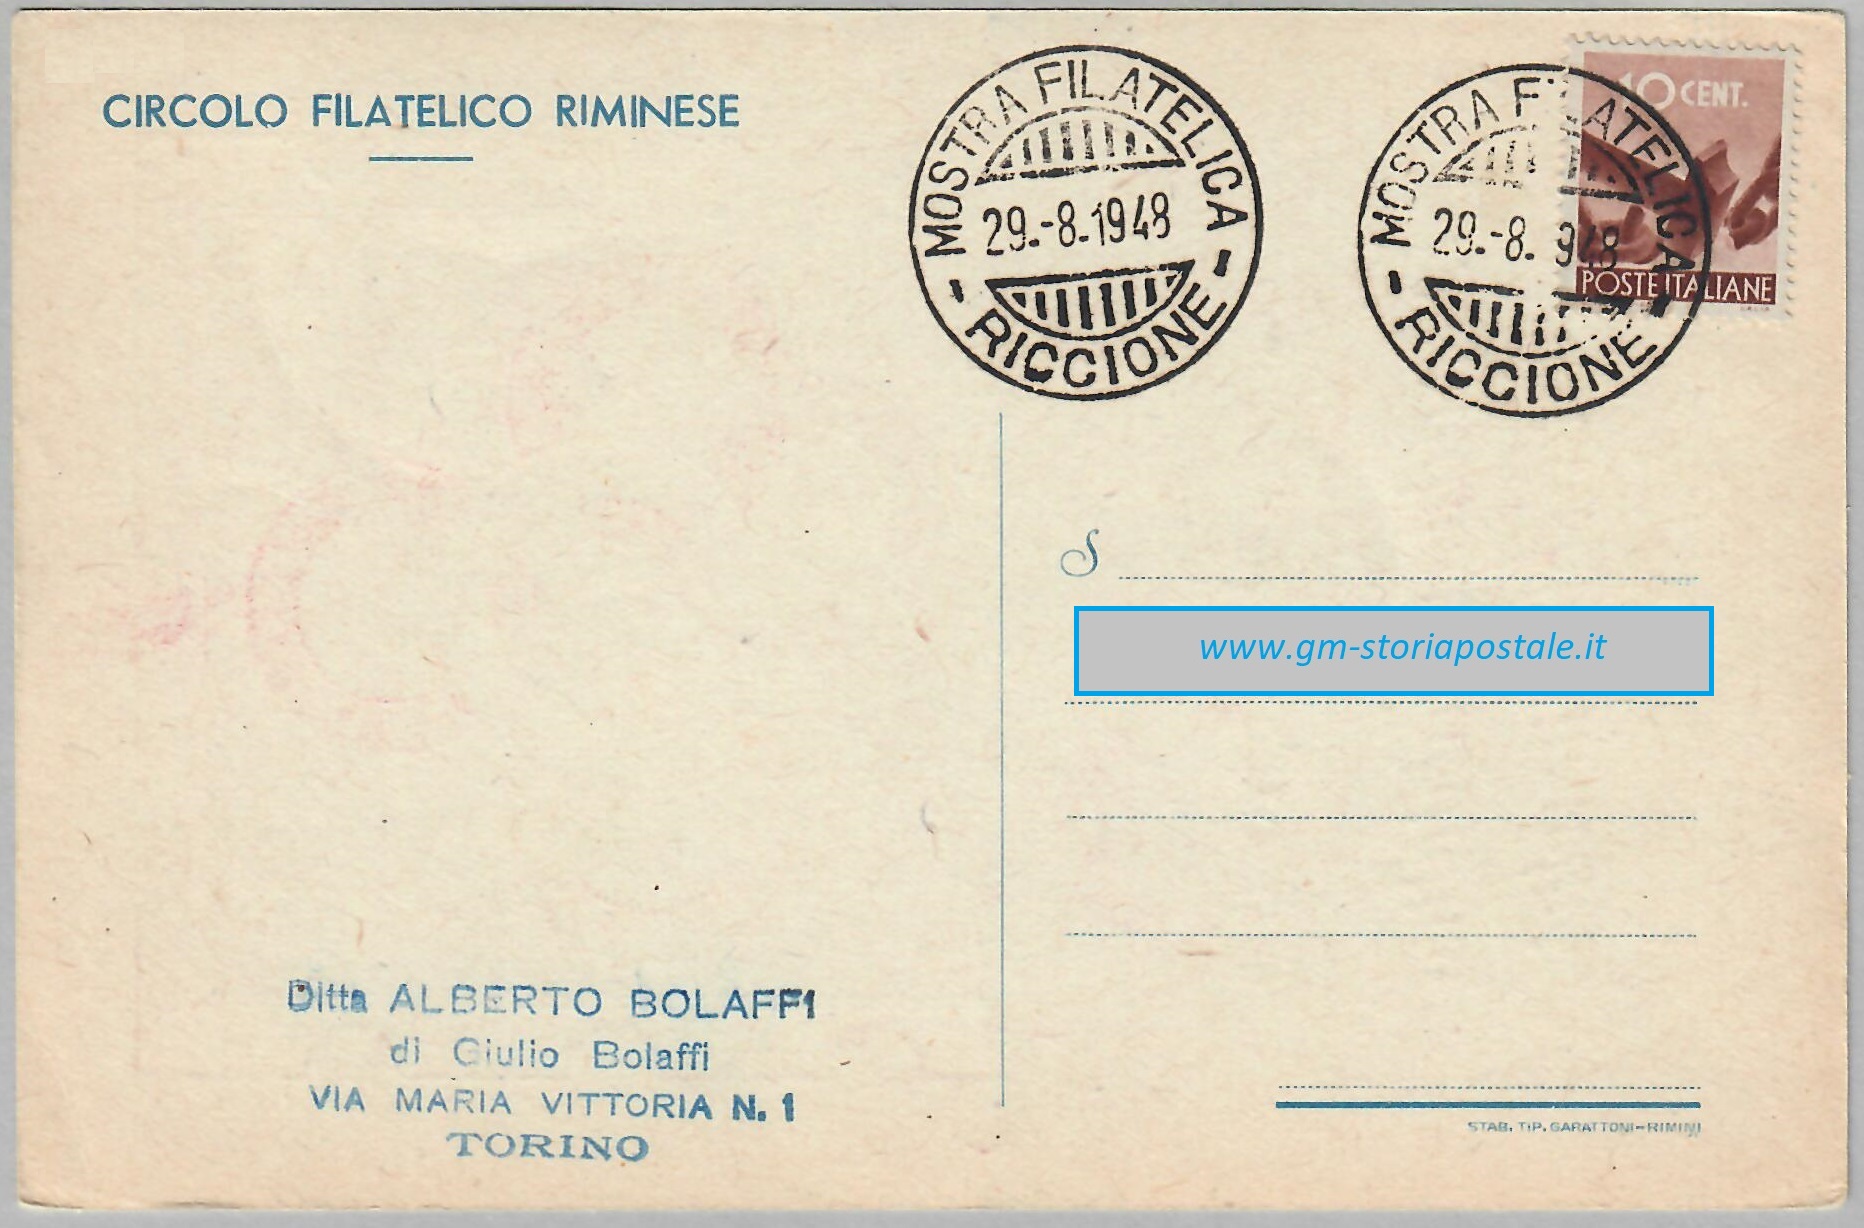 CIRCOLO FILATELICO RIMINESE
MOSTRA FILATELICA
29.-8.1948
- RICCIONE -
MOSTRA FILATELICA
29.-8. 948
- RICCIONE -
10 CENT.
POSTE ITALIANE
S
www.gm-storiapostale.it
Ditta ALBERTO BOLAFFI
di Giulio Bolaffi
VIA MARIA VITTORIA N. 1
TORINO
STAB. TIP. GARATTONI-RIMINI